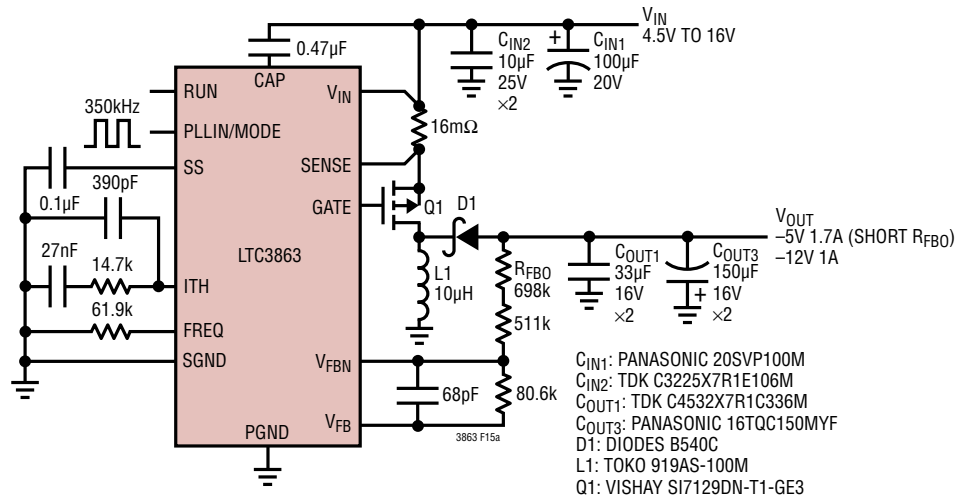 V_IN
4.5V TO 16V
0.47µF
C_IN2
10µF
25V
×2
+
C_IN1
100µF
20V
CAP
RUN
V_IN
350kHz
16mΩ
PLLIN/MODE
SENSE
SS
390pF
0.1µF
GATE
Q1
D1
V_OUT
–5V 1.7A (SHORT R_FBO)
–12V 1A
LTC3863
27nF
14.7k
ITH
L1
10µH
R_FBO
698k
C_OUT1
33µF
16V
×2
C_OUT3
150µF
+
16V
×2
61.9k
FREQ
511k
SGND
V_FBN
68pF
80.6k
V_FB
PGND
3863 F15a
C_IN1: PANASONIC 20SVP100M
C_IN2: TDK C3225X7R1E106M
C_OUT1: TDK C4532X7R1C336M
C_OUT3: PANASONIC 16TQC150MYF
D1: DIODES B540C
L1: TOKO 919AS-100M
Q1: VISHAY SI7129DN-T1-GE3